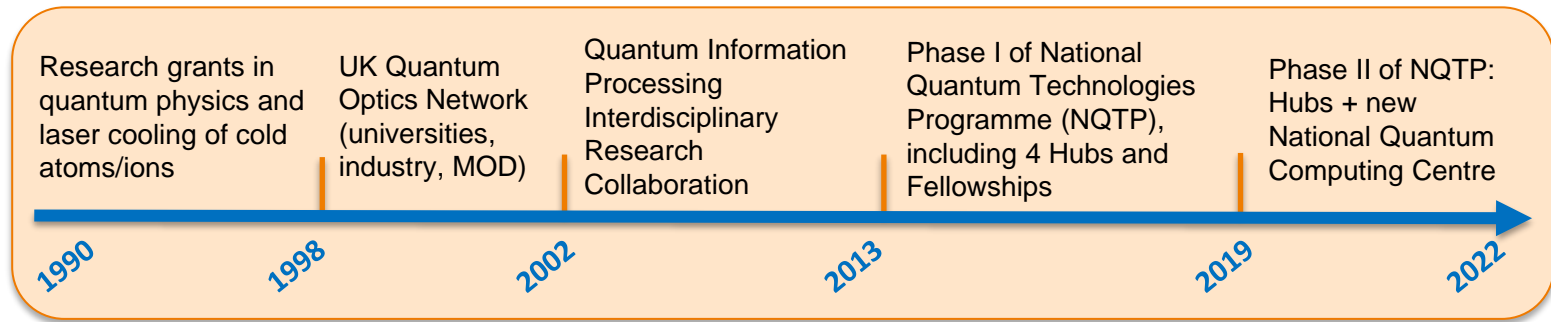 Research grants in
quantum physics and
laser cooling of cold
atoms/ions
UK Quantum
Optics Network
(universities,
industry, MOD)
Quantum Information
Processing
Interdisciplinary
Research
Collaboration
Phase I of National
Quantum Technologies
Programme (NQTP),
including 4 Hubs and
Fellowships
Phase II of NQTP:
Hubs + new
National Quantum
Computing Centre
1990
1998
2002
2013
2019
2022